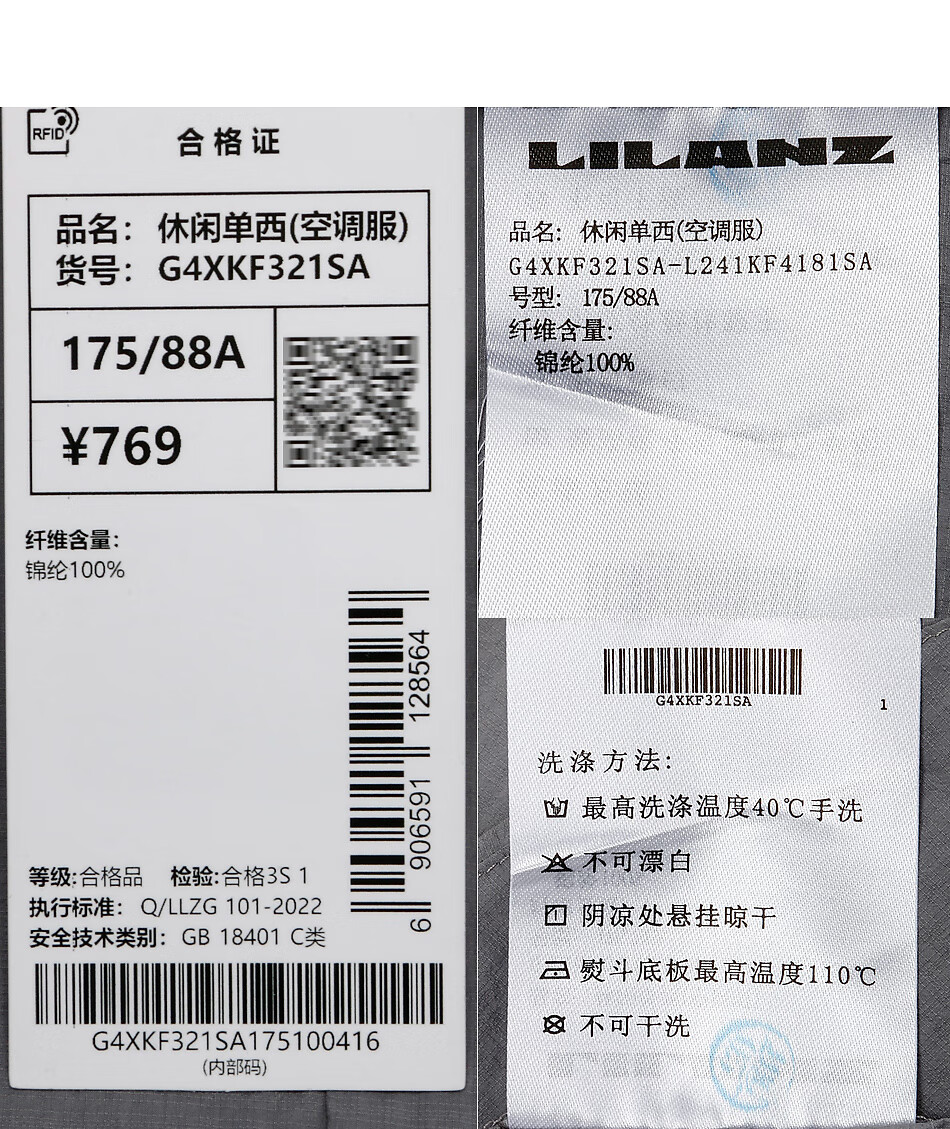 RFID
合格证
品名: 休闲单西(空调服)
货号: G4XKF321SA
175/88A
¥769
纤维含量:
锦纶100%
6 906591 128564
等级:合格品 检验:合格3S 1
执行标准: Q/LLZG 101-2022
安全技术类别: GB 18401 C类
G4XKF321SA175100416
(内部码)
LILANZ
品名: 休闲单西(空调服)
G4XKF321SA-L241KF4181SA
号型: 175/88A
纤维含量:
锦纶100%
G4XKF321SA
1
洗涤方法:
最高洗涤温度40℃手洗
不可漂白
阴凉处悬挂晾干
熨斗底板最高温度110℃
不可干洗